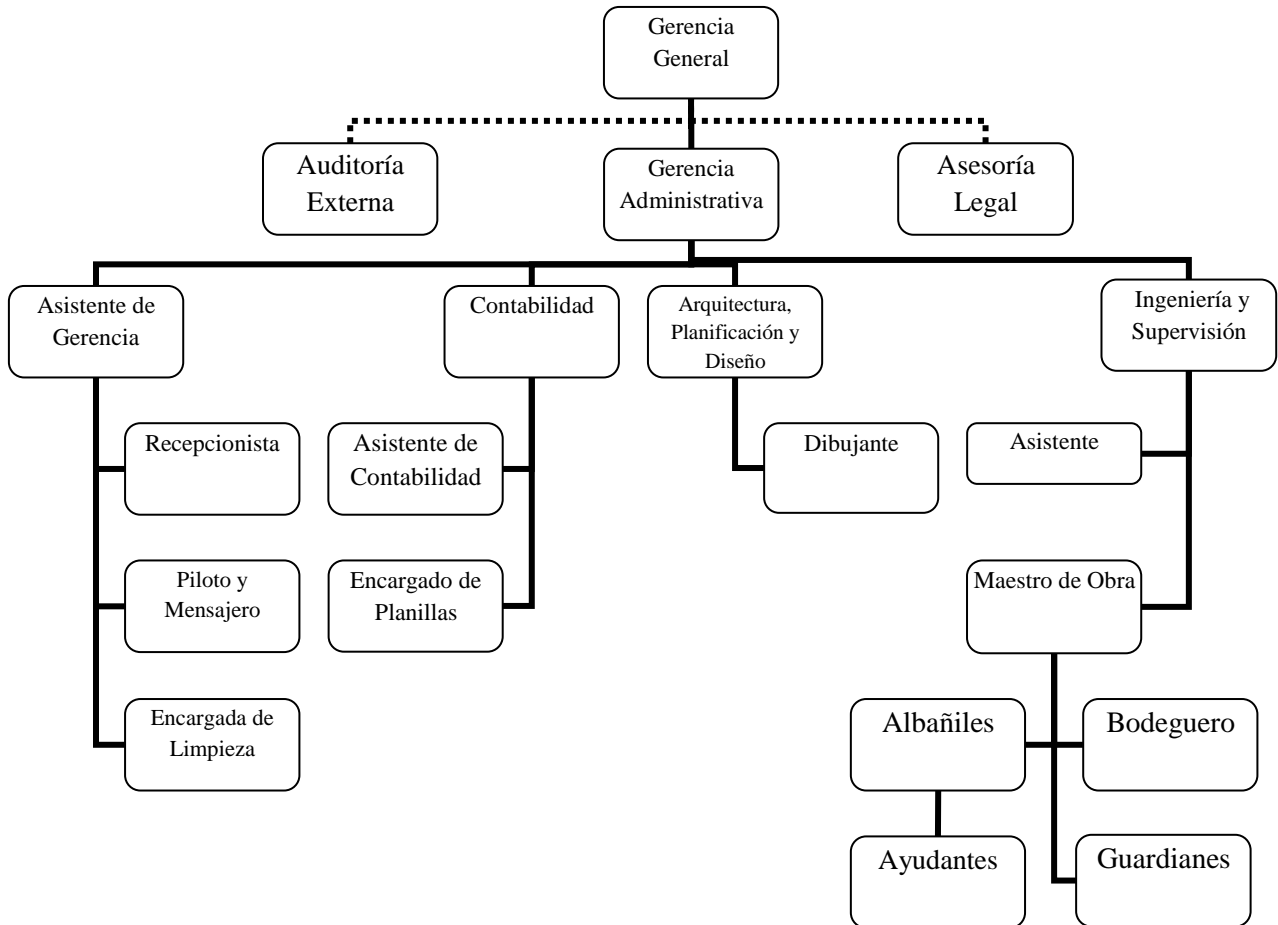 Gerencia
General
Auditoría
Externa
Gerencia
Administrativa
Asesoría
Legal
Asistente de
Gerencia
Contabilidad
Arquitectura,
Planificación y
Diseño
Ingeniería y
Supervisión
Recepcionista
Asistente de
Contabilidad
Dibujante
Asistente
Piloto y
Mensajero
Encargado de
Planillas
Maestro de Obra
Encargada de
Limpieza
Albañiles
Bodeguero
Ayudantes
Guardianes